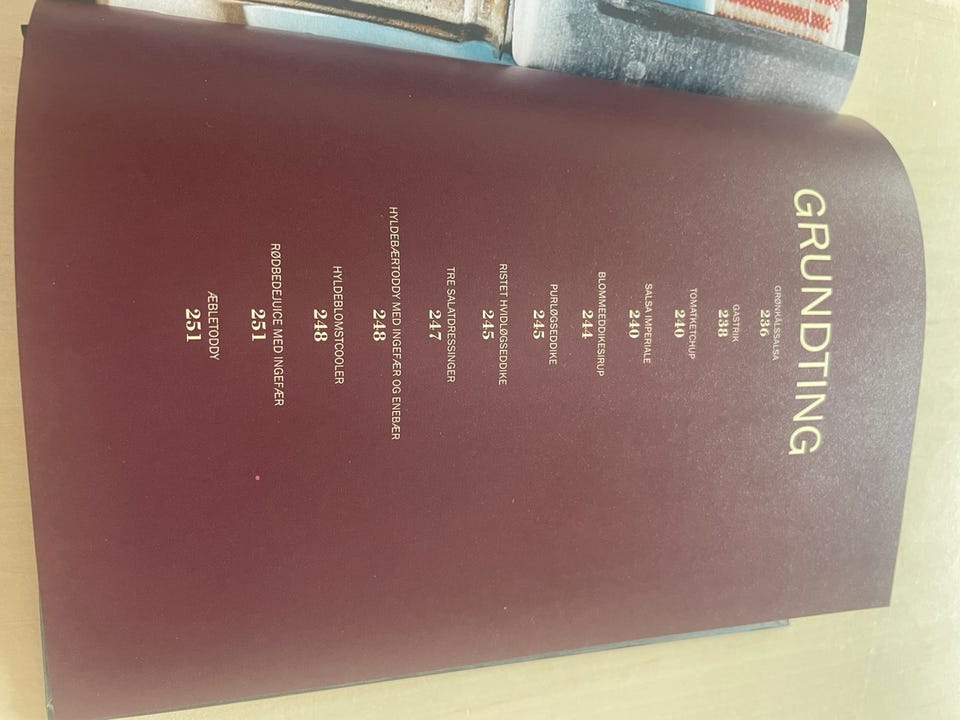 GRUNDTING
GRØNKÅLSSALSA
236
GASTRIK
238
TOMATKETCHUP
240
SALSA IMPERIALE
240
BLOMMEEDDIKESIRUP
244
PURLØGSEDDIKE
245
RISTET HVIDLØGSEDDIKE
245
TRE SALATDRESSINGER
247
HYLDEBÆRTODDY MED INGEFÆR OG ENEBÆR
248
HYLDEBLOMSTCOOLER
248
RØDBEDEJUICE MED INGEFÆR
251
ÆBLETODDY
251